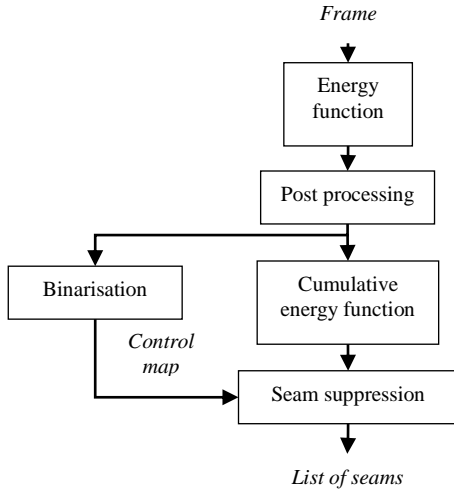 Frame
Energy
function
Post processing
Binarisation
Cumulative
energy function
Control
map
Seam suppression
List of seams